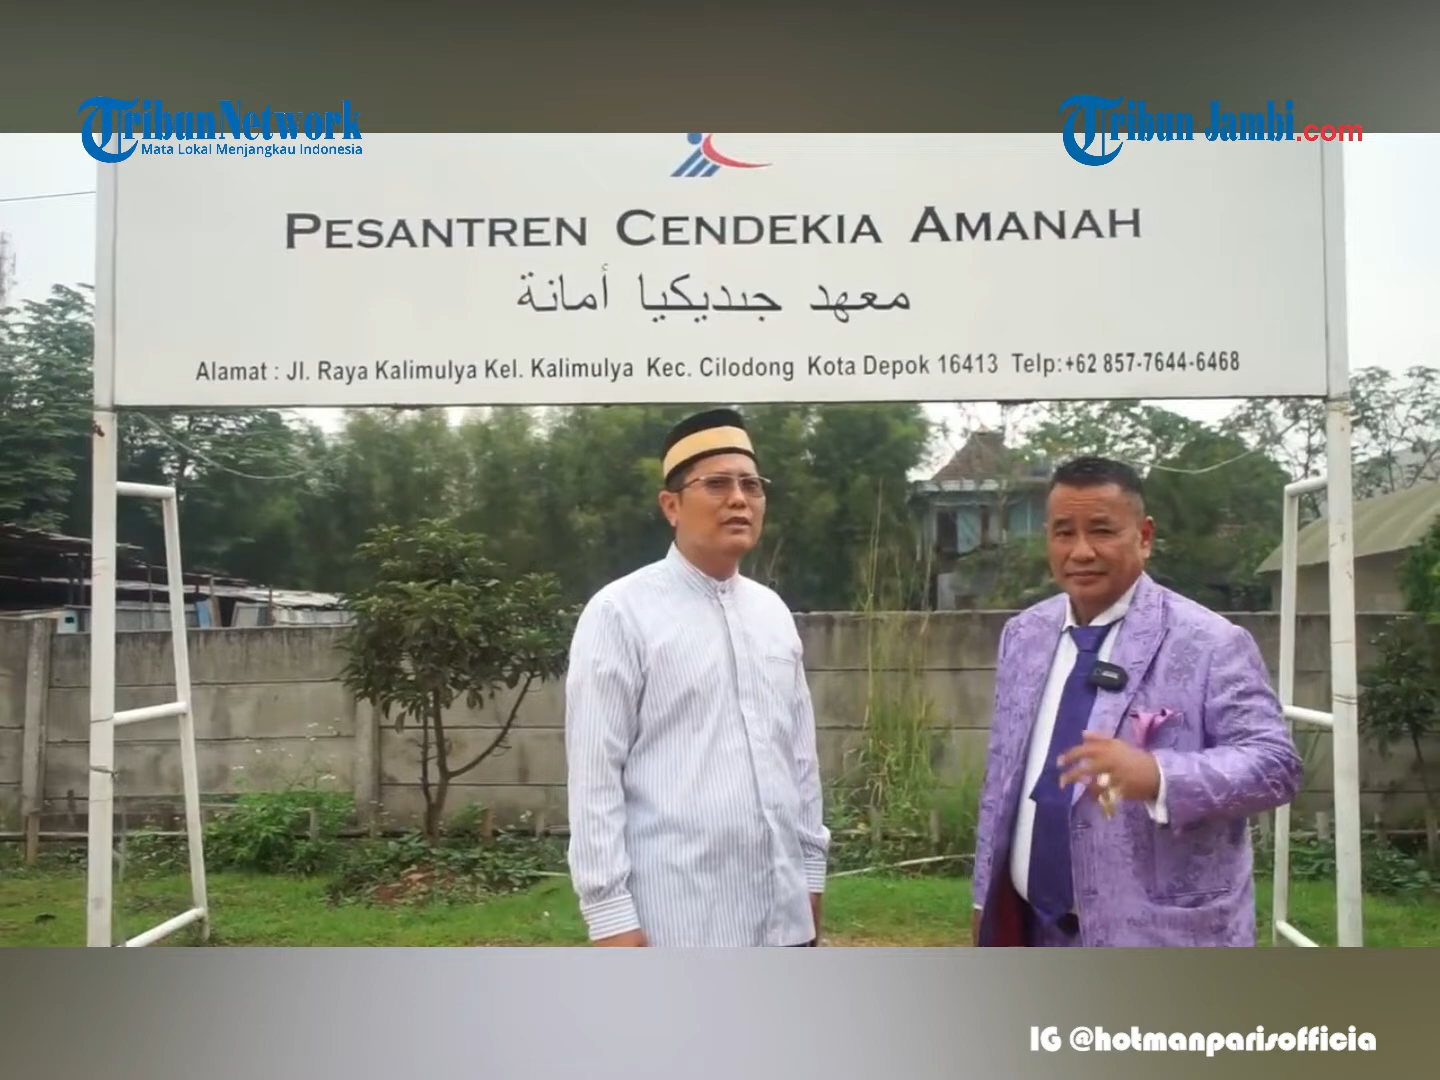 TribunNetwork
Mata Lokal Menjangkau Indonesia
Tribun Jambi.com
PESANTREN CENDEKIA AMANAH
معهد جنديكيا أمانة
Alamat : Jl. Raya Kalimulya Kel. Kalimulya Kec. Cilodong Kota Depok 16413 Telp:+62 857-7644-6468
IG @hotmanparisofficia